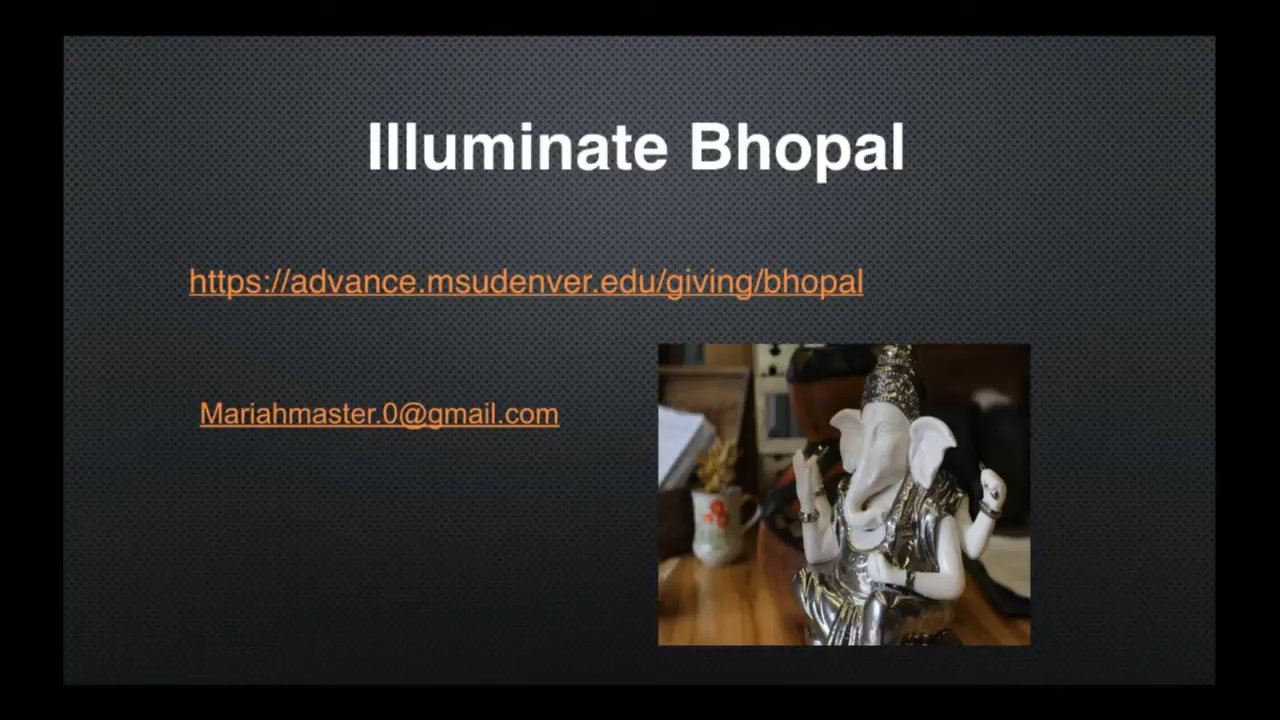 Illuminate Bhopal
https://advance.msudenver.edu/giving/bhopal
Mariahmaster.0@gmail.com